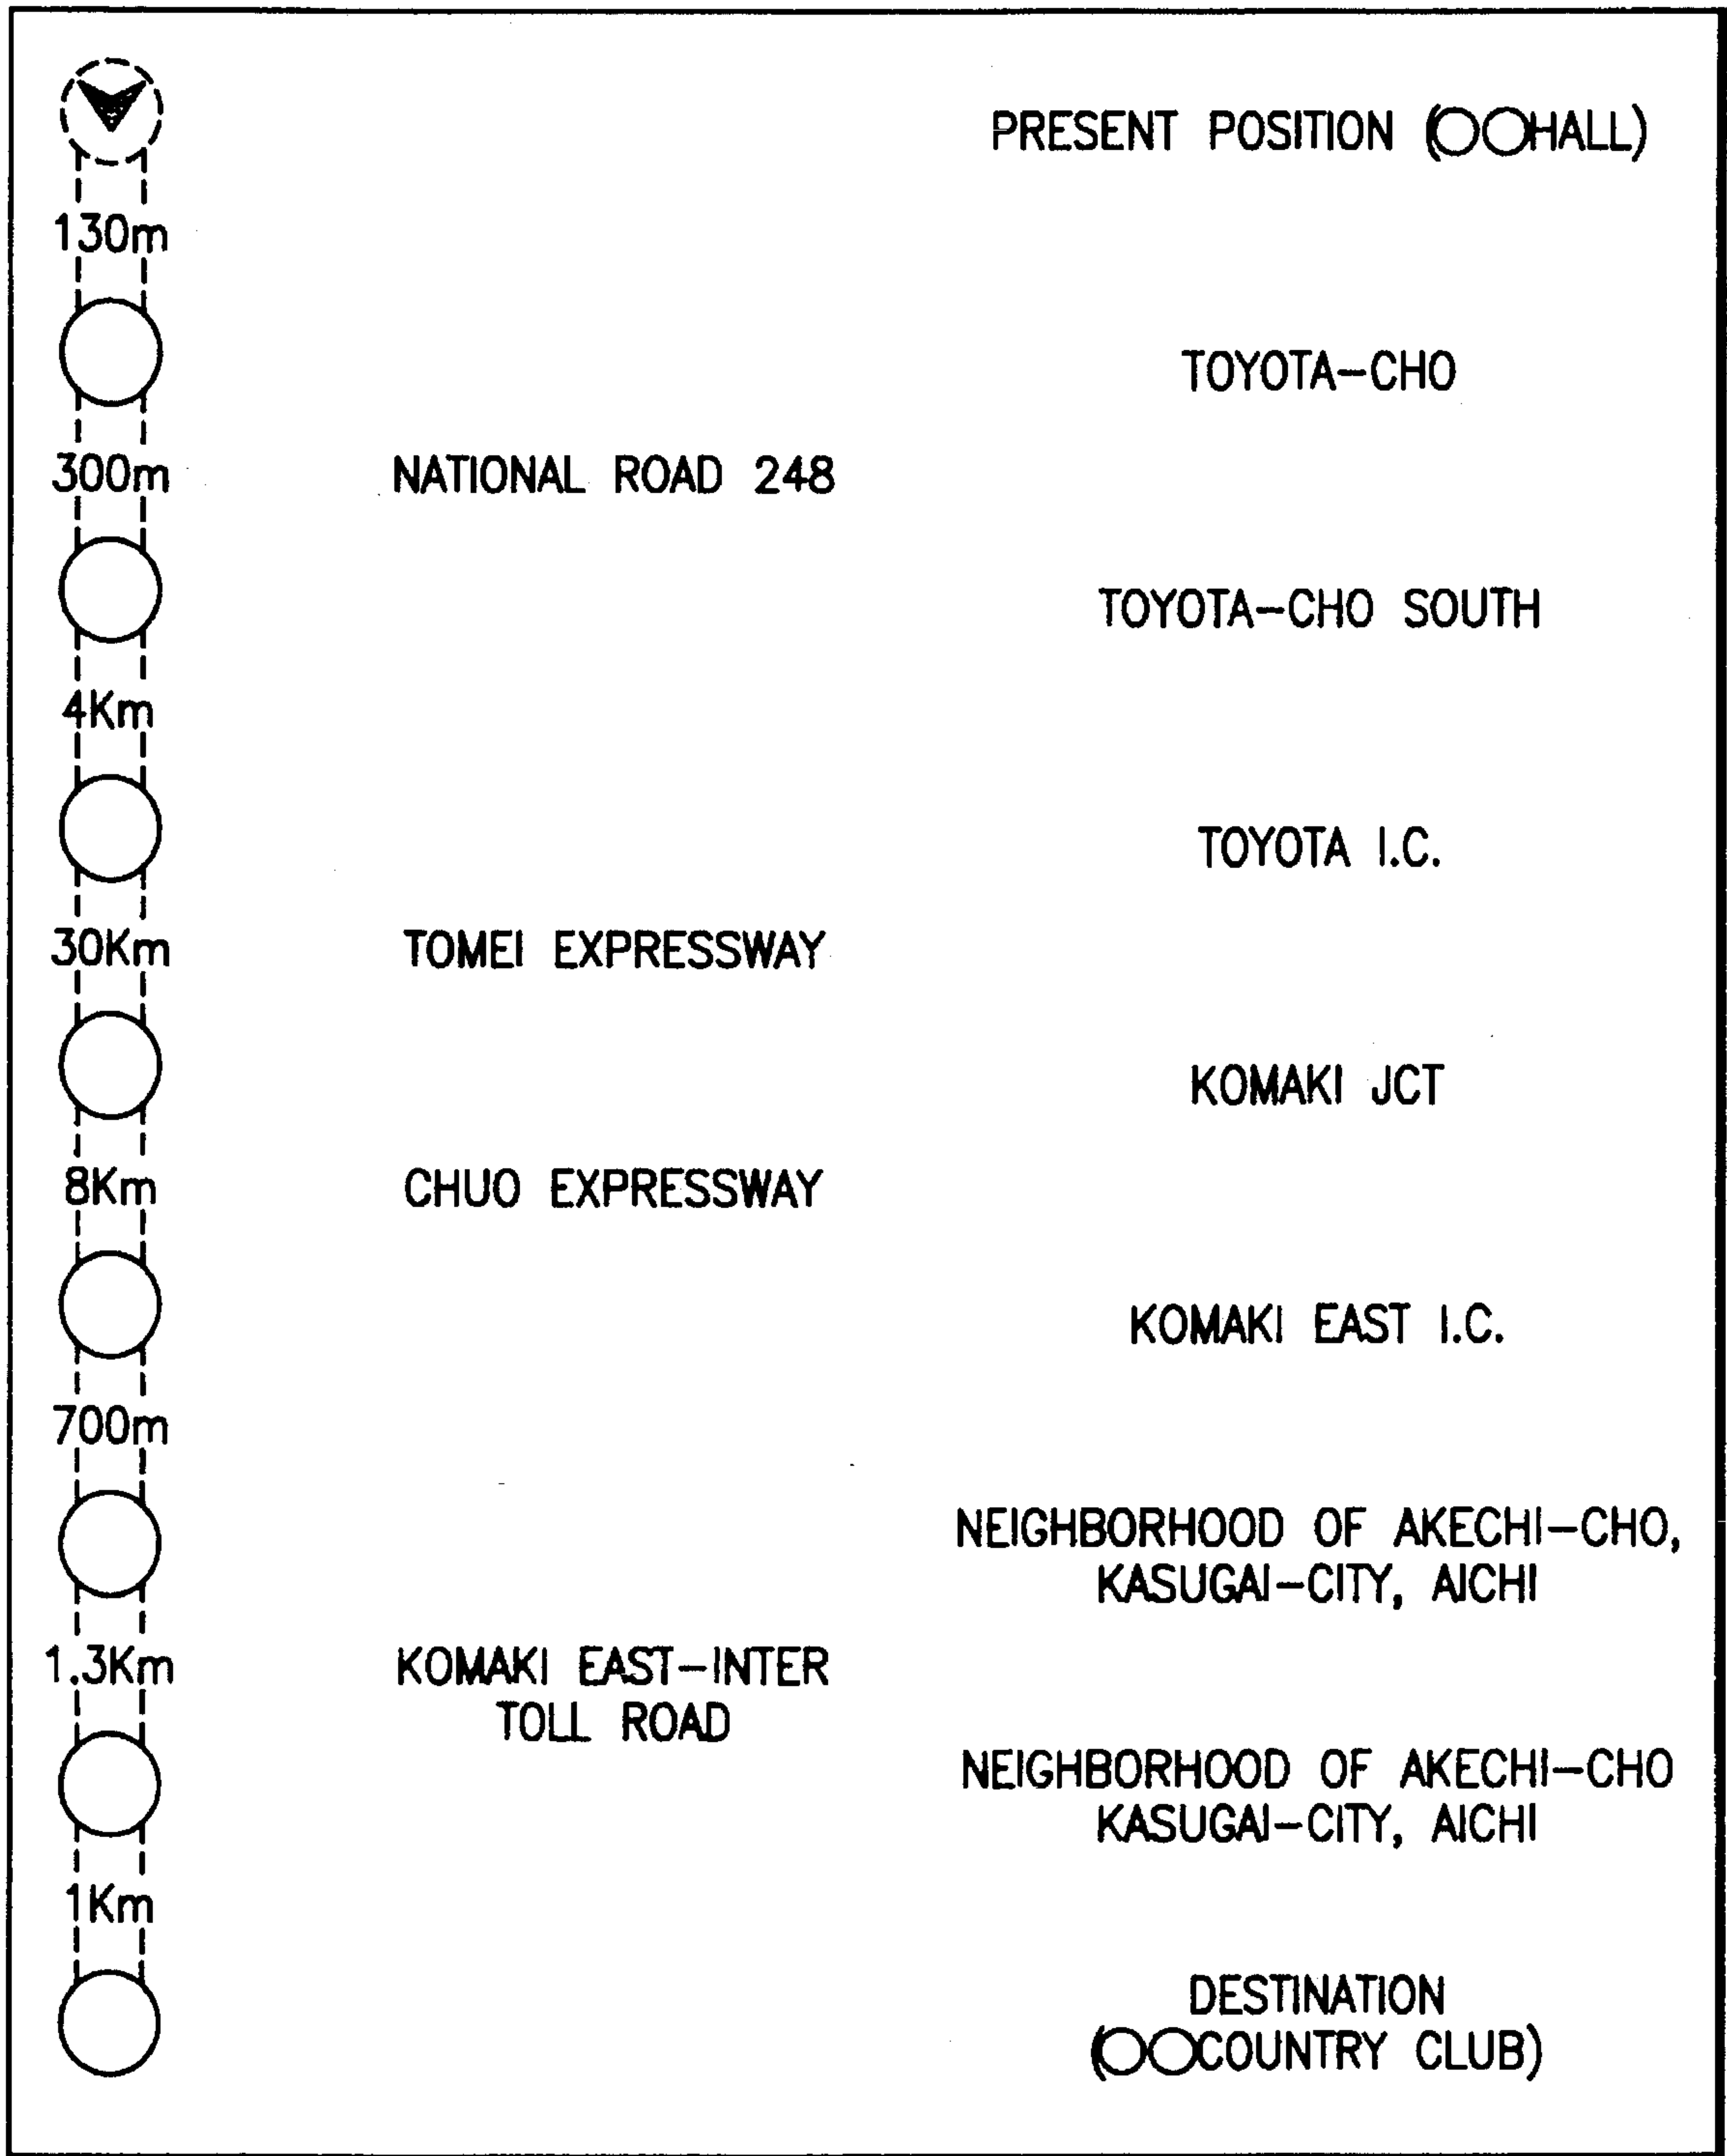 PRESENT POSITION (○○HALL)
130m
TOYOTA-CHO
300m
NATIONAL ROAD 248
TOYOTA-CHO SOUTH
4Km
TOYOTA I.C.
30Km
TOMEI EXPRESSWAY
KOMAKI JCT
8Km
CHUO EXPRESSWAY
KOMAKI EAST I.C.
700m
NEIGHBORHOOD OF AKECHI-CHO,
KASUGAI-CITY, AICHI
1.3Km
KOMAKI EAST-INTER
TOLL ROAD
NEIGHBORHOOD OF AKECHI-CHO
KASUGAI-CITY, AICHI
1Km
DESTINATION
(○○COUNTRY CLUB)